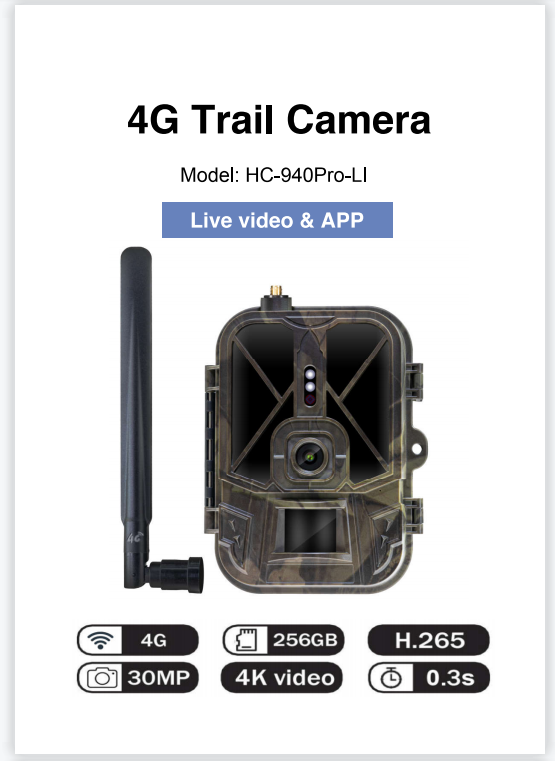 4G Trail Camera
Model: HC-940Pro-LI
Live video & APP
4G
4G
256GB
H.265
30MP
4K video
0.3s